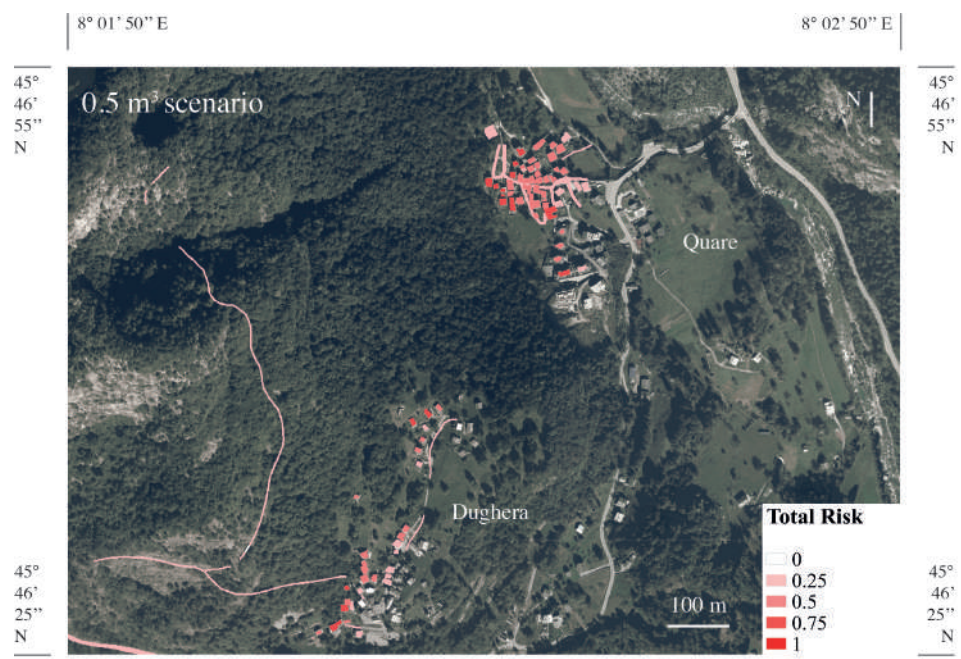 8° 01’ 50’’ E
8° 02’ 50’’ E
45°
46’
55’’
N
45°
46’
55’’
N
0.5 m³ scenario
N
Quare
Dughera
Total Risk
0
0.25
0.5
0.75
1
100 m
45°
46’
25’’
N
45°
46’
25’’
N